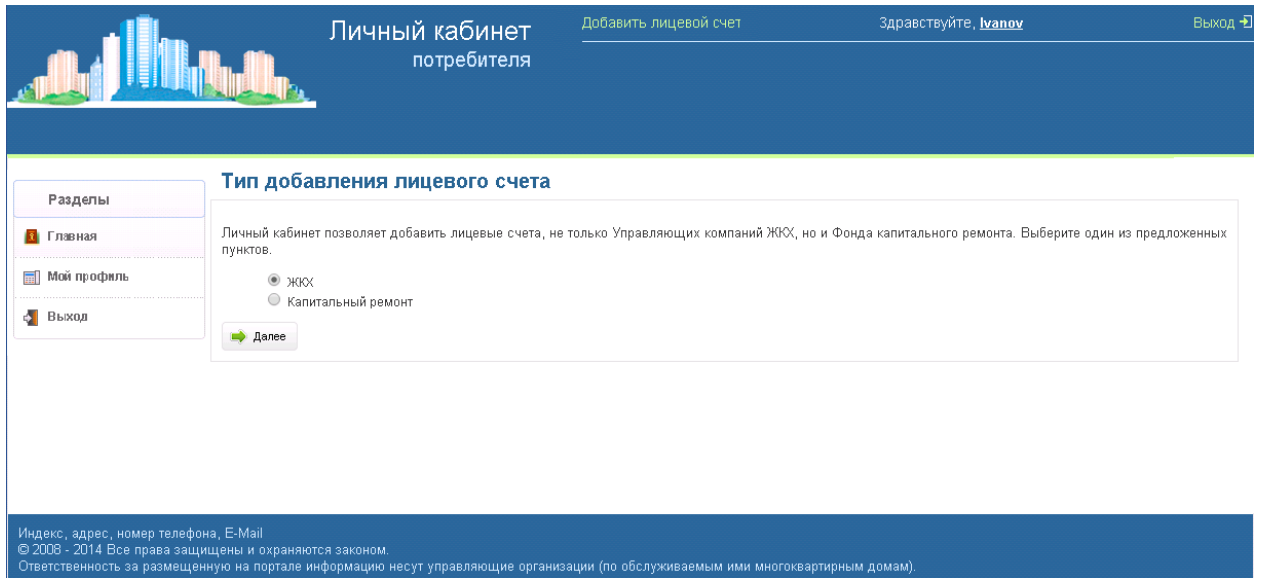 Личный кабинет
потребителя
Добавить лицевой счет
Здравствуйте, Ivanov
Выход
Разделы
Главная
Мой профиль
Выход
Тип добавления лицевого счета
Личный кабинет позволяет добавить лицевые счета, не только Управляющих компаний ЖКХ, но и Фонда капитального ремонта. Выберите один из предложенных
пунктов.
ЖКХ
Капитальный ремонт
Далее
Индекс, адрес, номер телефона, E-Mail
© 2008 - 2014 Все права защищены и охраняются законом.
Ответственность за размещенную на портале информацию несут управляющие организации (по обслуживаемым ими многоквартирным домам).